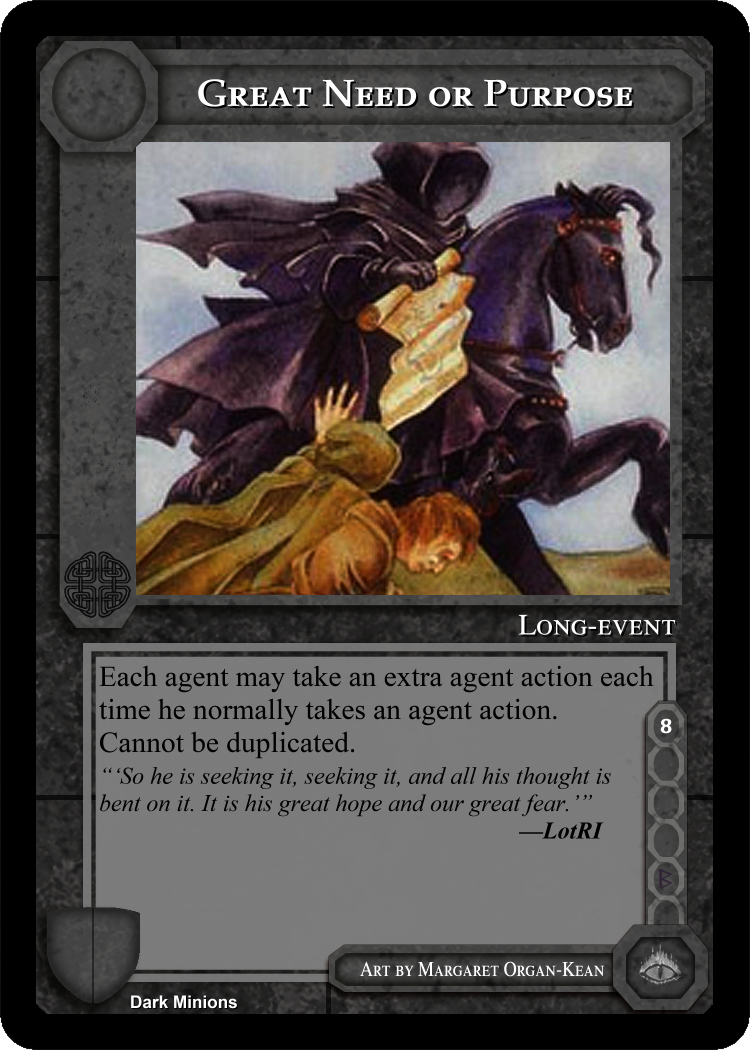 Great Need or Purpose
Long-event
Each agent may take an extra agent action each
time he normally takes an agent action.
Cannot be duplicated.
“‘So he is seeking it, seeking it, and all his thought is
bent on it. It is his great hope and our great fear.’”
—LotRI
8
B
Art by Margaret Organ-Kean
Dark Minions